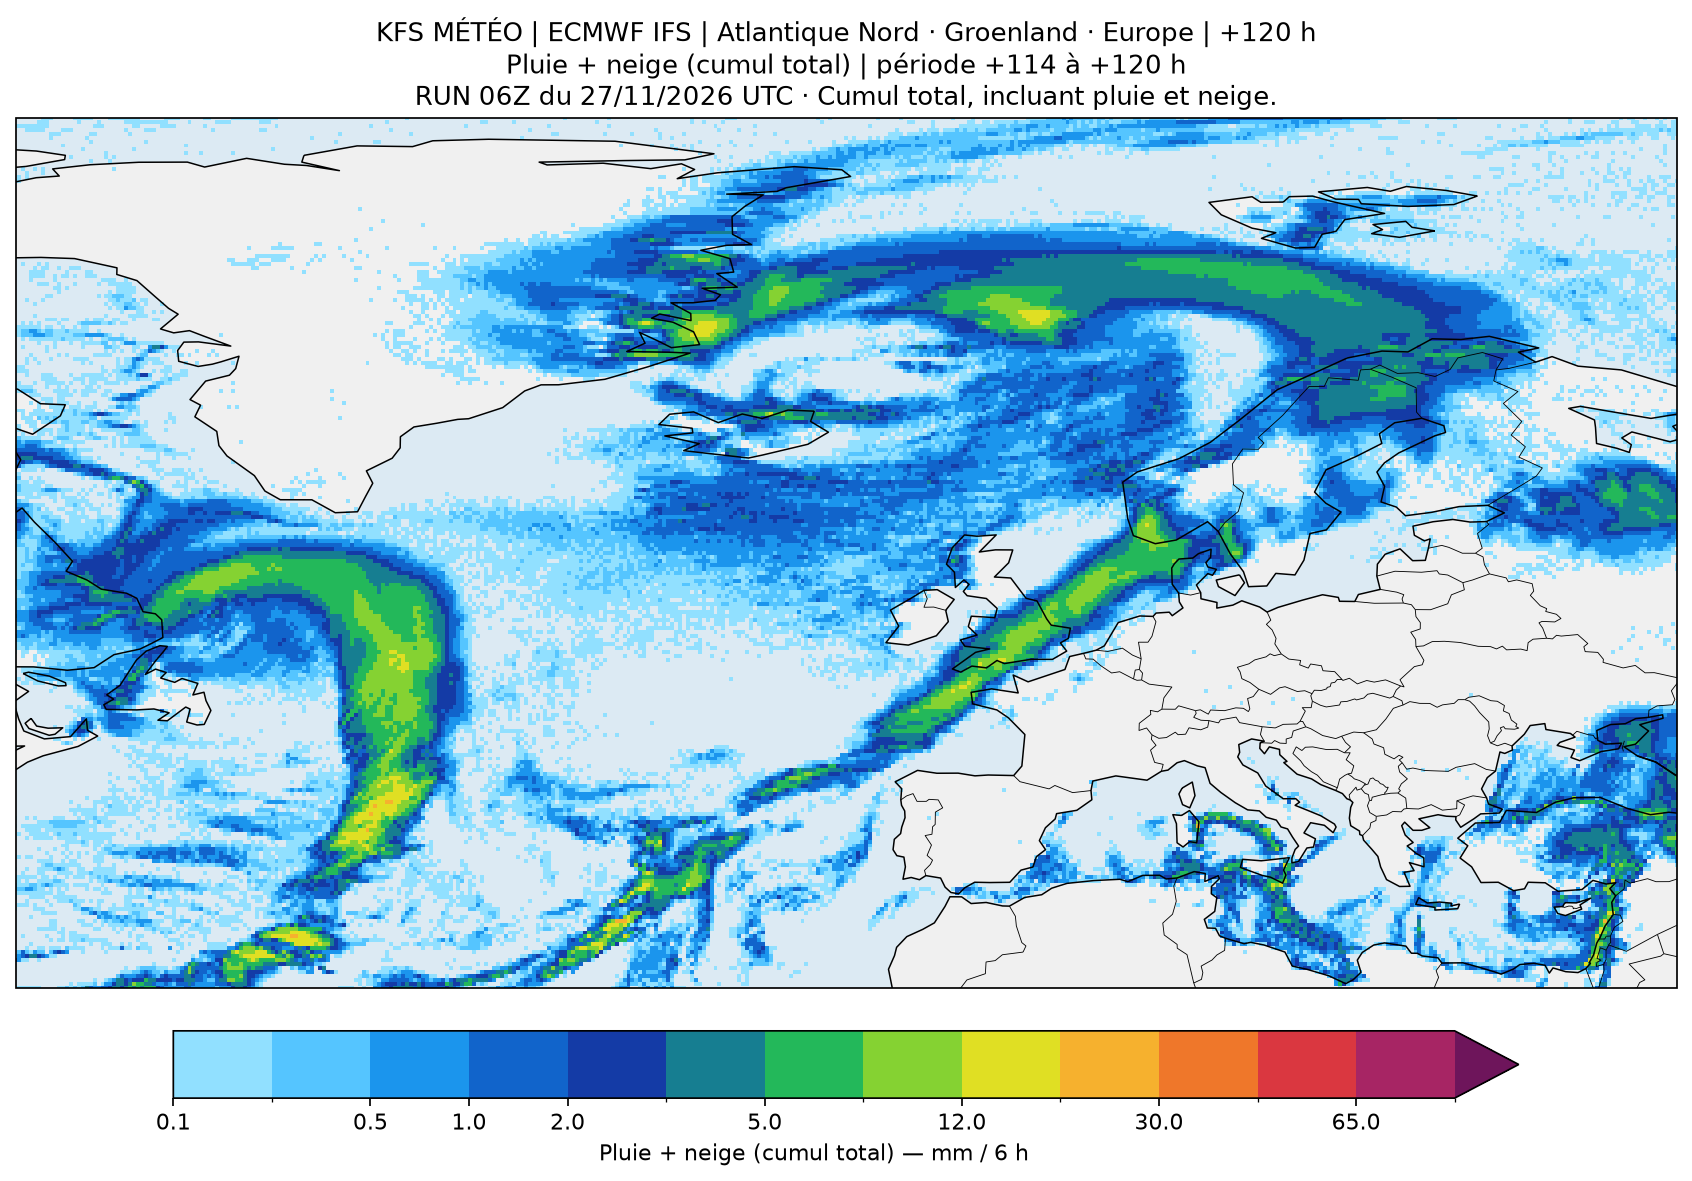 KFS MÉTÉO | ECMWF IFS | Atlantique Nord · Groenland · Europe | +120 h
Pluie + neige (cumul total) | période +114 à +120 h
RUN 06Z du 27/11/2026 UTC · Cumul total, incluant pluie et neige.
0.1 0.5 1.0 2.0 5.0 12.0 30.0 65.0
Pluie + neige (cumul total) — mm / 6 h